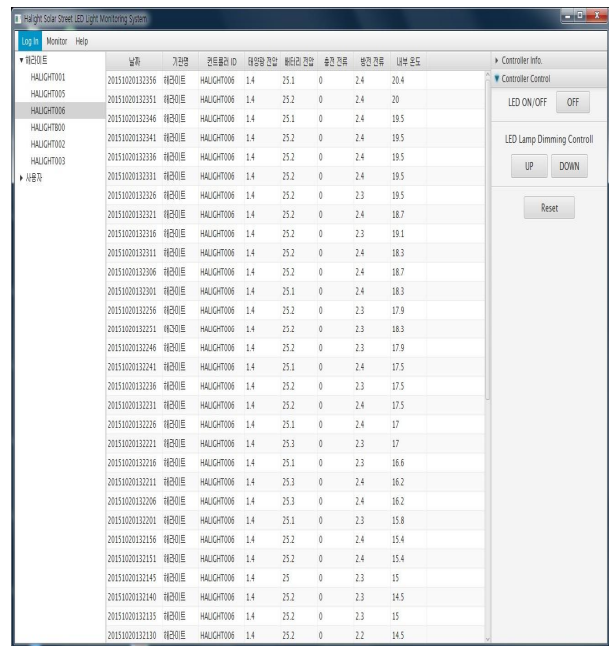 Halight Solar Street LED Light Monitoring System
Log In Monitor Help
▼ 해라이트
HALIGHT001
HALIGHT005
HALIGHT006
HALIGHT800
HALIGHT002
HALIGHT003
▶ 사용자
날짜 기관명 컨트롤러 ID 태양광 전압 배터리 전압 충전 전류 방전 전류 내부 온도
20151020132356 해라이트 HALIGHT006 1.4 25.1 0 2.4 20.4
20151020132351 해라이트 HALIGHT006 1.4 25.2 0 2.4 20
20151020132346 해라이트 HALIGHT006 1.4 25.1 0 2.4 19.5
20151020132341 해라이트 HALIGHT006 1.4 25.2 0 2.4 19.5
20151020132336 해라이트 HALIGHT006 1.4 25.2 0 2.4 19.5
20151020132331 해라이트 HALIGHT006 1.4 25.2 0 2.4 19.5
20151020132326 해라이트 HALIGHT006 1.4 25.2 0 2.3 19.5
20151020132321 해라이트 HALIGHT006 1.4 25.2 0 2.4 18.7
20151020132316 해라이트 HALIGHT006 1.4 25.2 0 2.3 19.1
20151020132311 해라이트 HALIGHT006 1.4 25.2 0 2.4 18.3
20151020132306 해라이트 HALIGHT006 1.4 25.2 0 2.4 18.7
20151020132301 해라이트 HALIGHT006 1.4 25.1 0 2.4 18.3
20151020132256 해라이트 HALIGHT006 1.4 25.2 0 2.3 17.9
20151020132251 해라이트 HALIGHT006 1.4 25.2 0 2.3 18.3
20151020132246 해라이트 HALIGHT006 1.4 25.2 0 2.3 17.9
20151020132241 해라이트 HALIGHT006 1.4 25.1 0 2.4 17.5
20151020132236 해라이트 HALIGHT006 1.4 25.2 0 2.3 17.5
20151020132231 해라이트 HALIGHT006 1.4 25.2 0 2.4 17.5
20151020132226 해라이트 HALIGHT006 1.4 25.1 0 2.4 17
20151020132221 해라이트 HALIGHT006 1.4 25.3 0 2.3 17
20151020132216 해라이트 HALIGHT006 1.4 25.1 0 2.3 16.6
20151020132211 해라이트 HALIGHT006 1.4 25.3 0 2.4 16.2
20151020132206 해라이트 HALIGHT006 1.4 25.3 0 2.4 16.2
20151020132201 해라이트 HALIGHT006 1.4 25.1 0 2.3 15.8
20151020132156 해라이트 HALIGHT006 1.4 25.2 0 2.4 15.4
20151020132151 해라이트 HALIGHT006 1.4 25.2 0 2.4 15.4
20151020132145 해라이트 HALIGHT006 1.4 25 0 2.3 15
20151020132140 해라이트 HALIGHT006 1.4 25.2 0 2.3 14.5
20151020132135 해라이트 HALIGHT006 1.4 25.2 0 2.3 15
20151020132130 해라이트 HALIGHT006 1.4 25.2 0 2.2 14.5
▶ Controller Info.
▼ Controller Control
LED ON/OFF OFF
LED Lamp Dimming Controll
UP DOWN
Reset